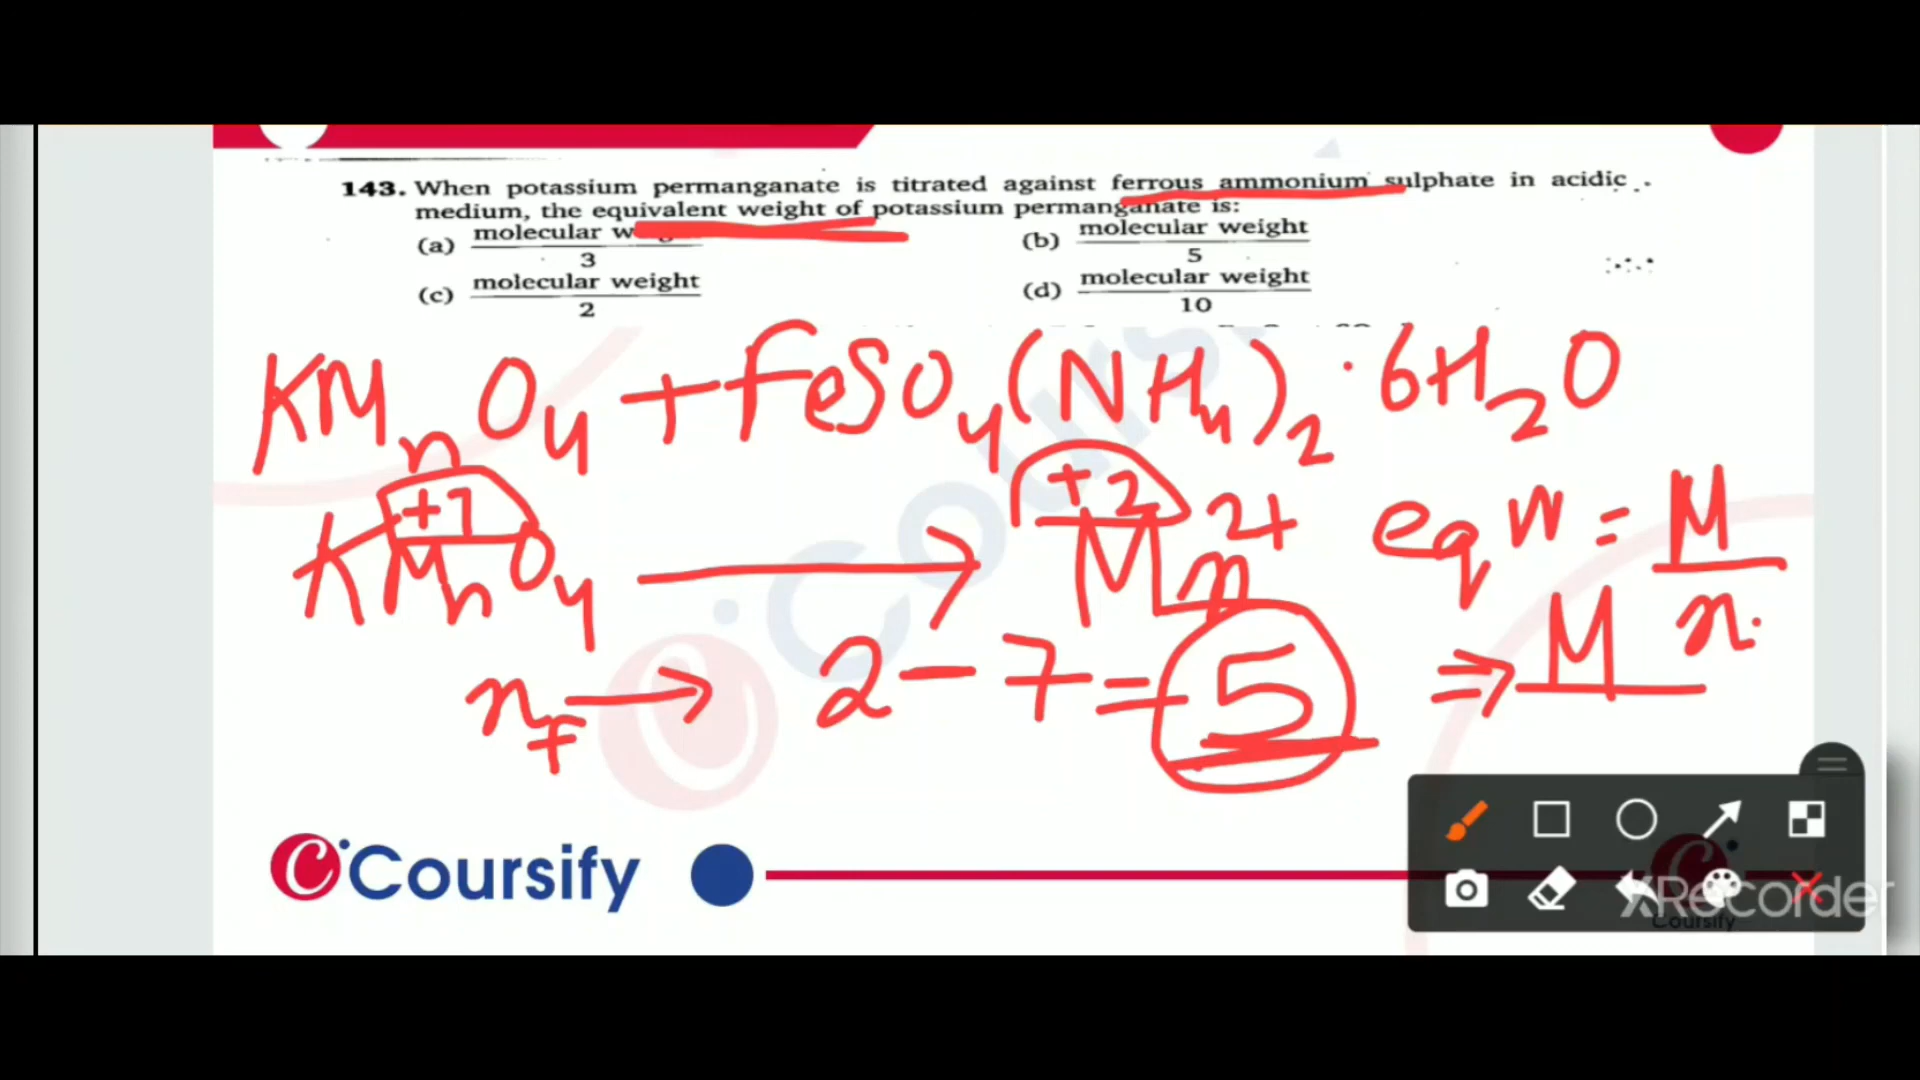 143. When potassium permanganate is titrated against ferrous ammonium sulphate in acidic
medium, the equivalent weight of potassium permanganate is:
(a) molecular w
3
(b) molecular weight
5
(c) molecular weight
2
(d) molecular weight
10
KMnO4 + FeSO4(NH4)2 · 6H2O
+7
KMnO4 → Mn2+
+2
eq W = M
n
nF → 2 - 7 = 5
⇒ M
Coursify
XRecorder
Coursify